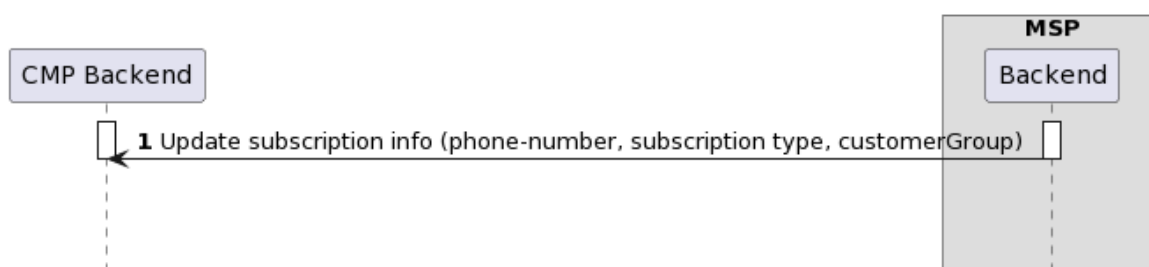 MSP
CMP Backend
Backend
1 Update subscription info (phone-number, subscription type, customerGroup)